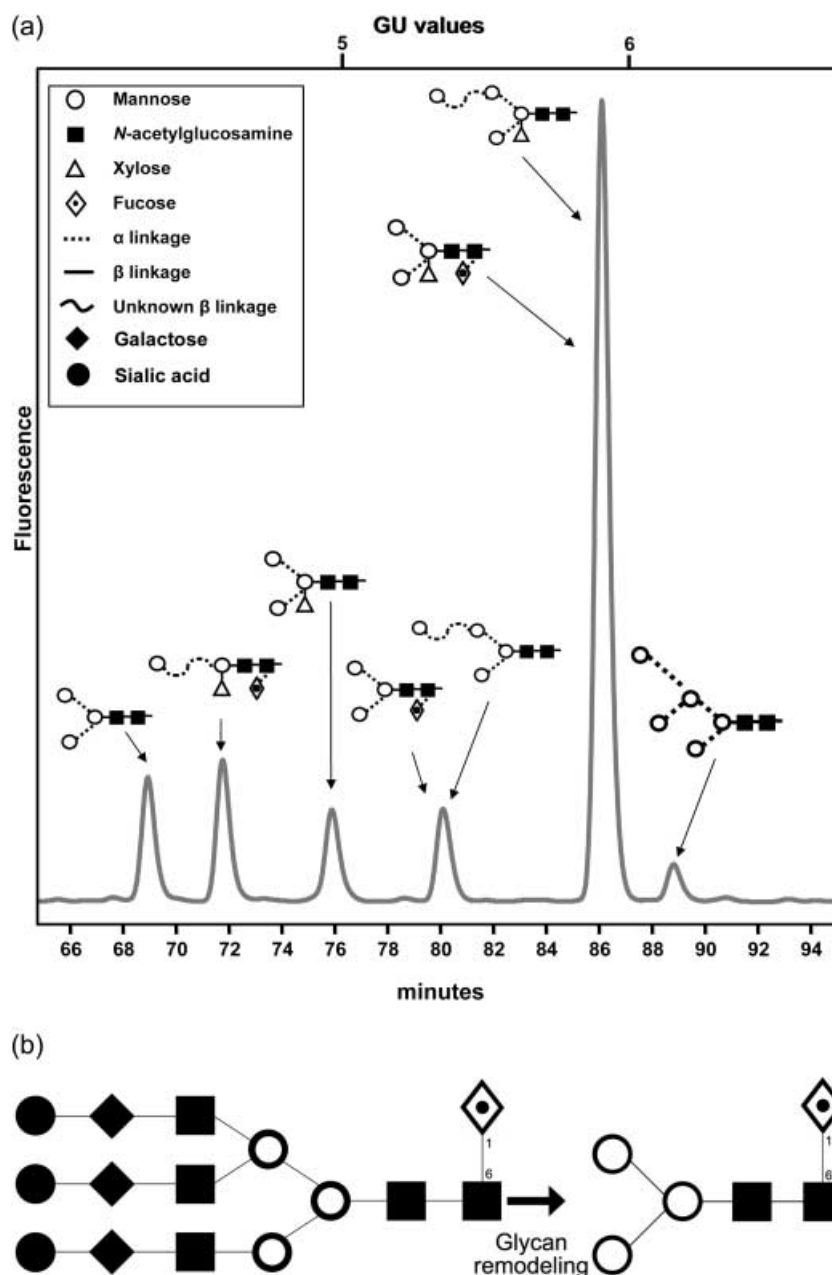 (a)
GU values
5 6
Mannose
N-acetylglucosamine
Xylose
Fucose
α linkage
β linkage
Unknown β linkage
Galactose
Sialic acid
Fluorescence
66 68 70 72 74 76 78 80 82 84 86 88 90 92 94
minutes
(b)
1 1
6 6
Glycan
remodeling